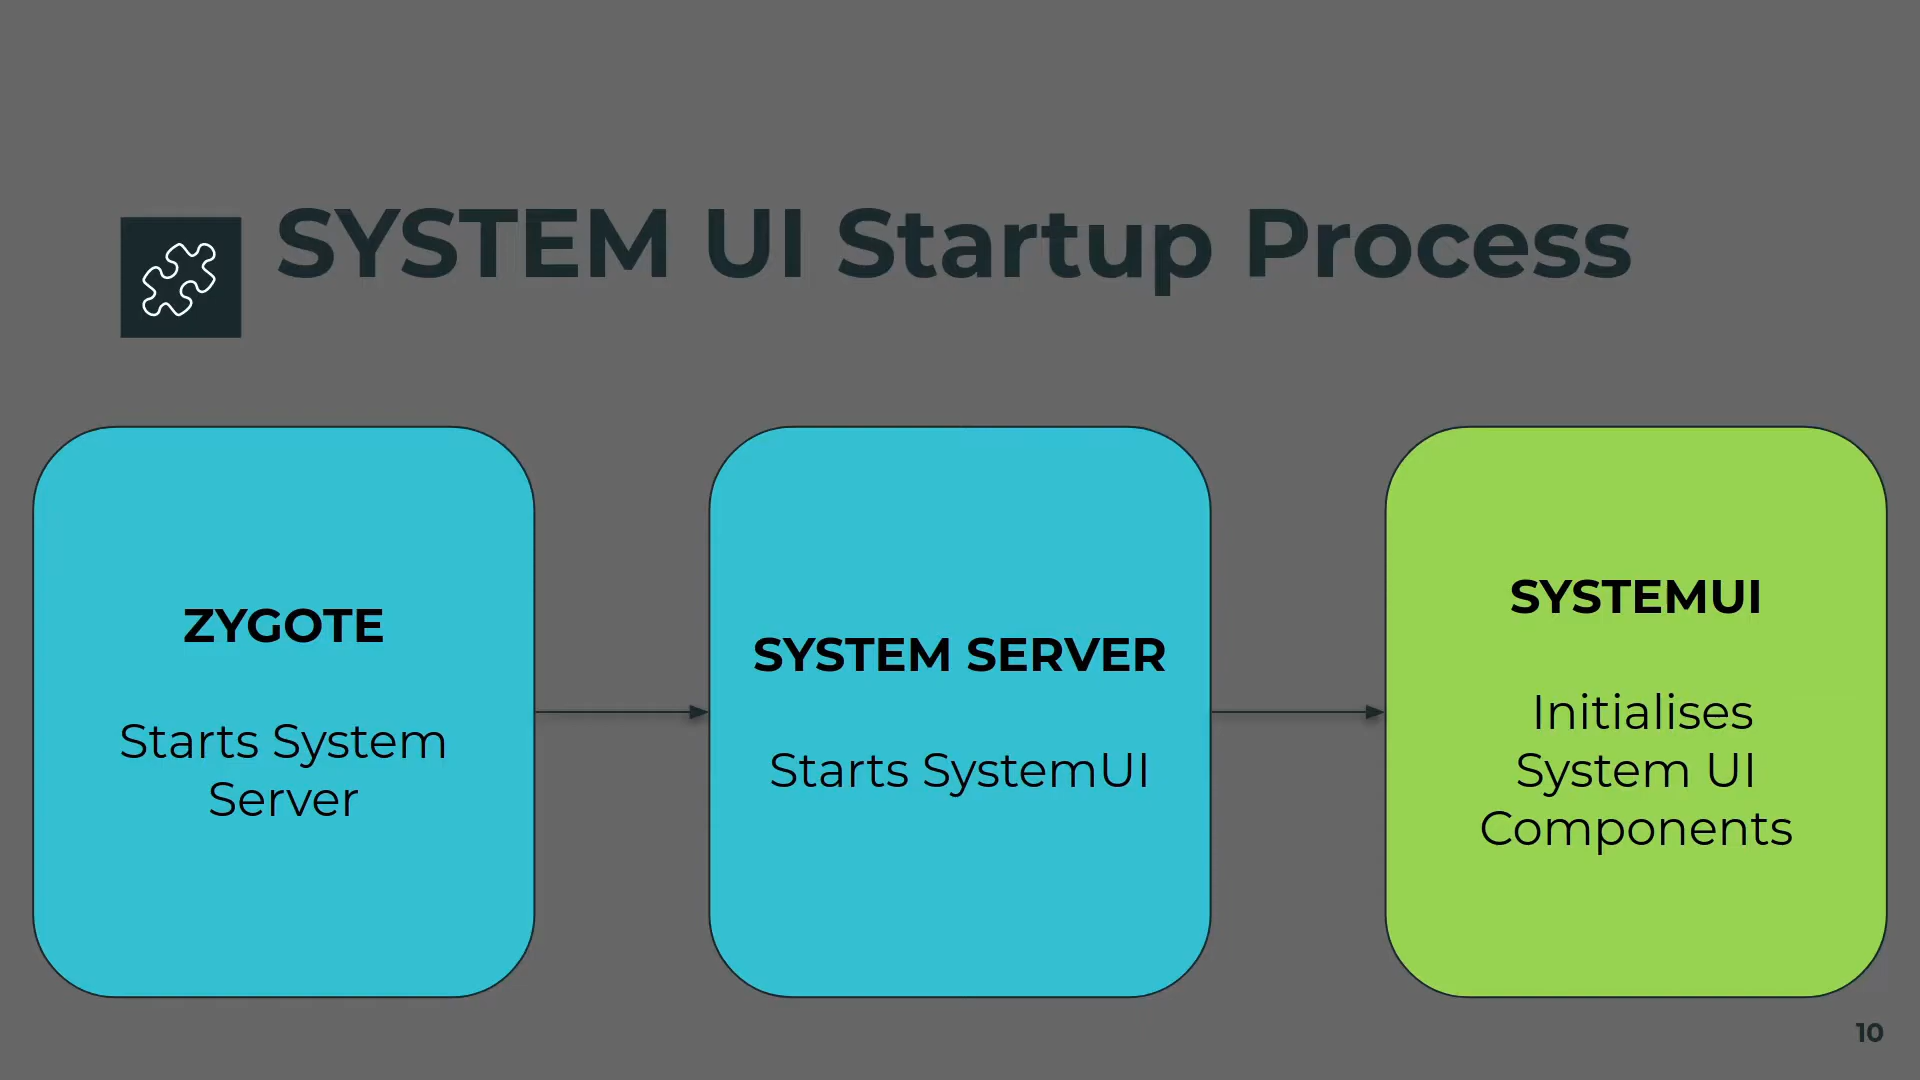 SYSTEM UI Startup Process
ZYGOTE
Starts System
Server
SYSTEM SERVER
Starts SystemUI
SYSTEMUI
Initialises
System UI
Components
10